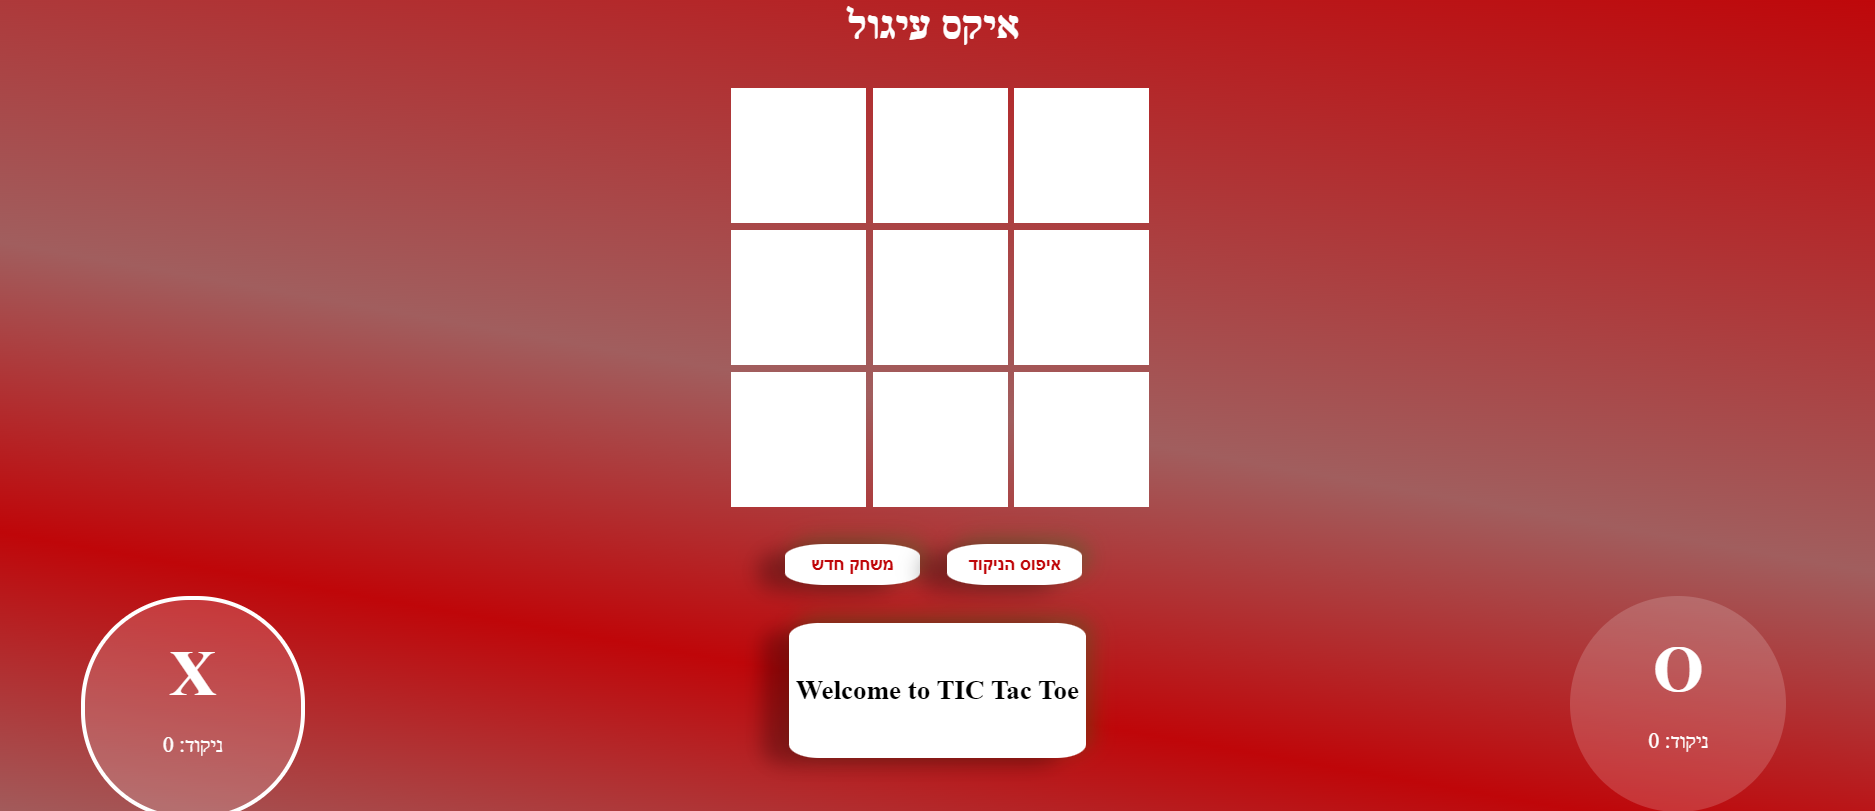 איקס עיגול
איפוס הניקוד
משחק חדש
X
ניקוד: 0
Welcome to TIC Tac Toe
O
ניקוד: 0